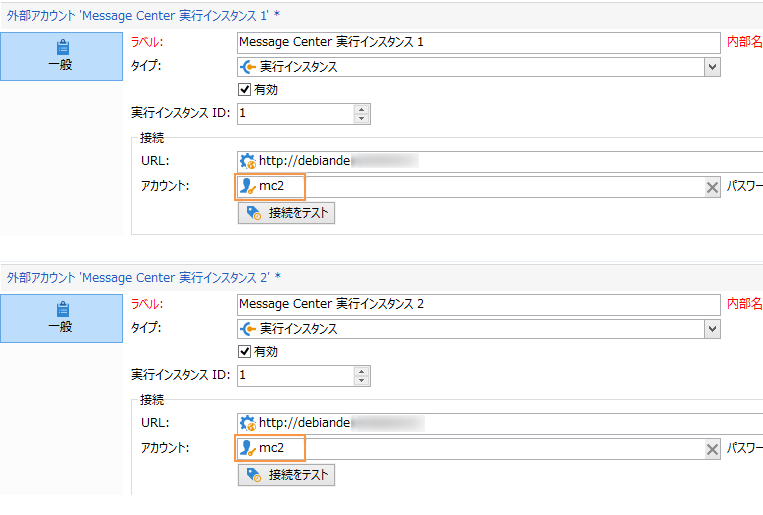 外部アカウント 'Message Center 実行インスタンス 1' *
一般
ラベル: Message Center 実行インスタンス 1 内部名
タイプ: 実行インスタンス
有効
実行インスタンス ID: 1
接続
URL: http://debiande
アカウント: mc2 パスワー
接続をテスト
外部アカウント 'Message Center 実行インスタンス 2' *
一般
ラベル: Message Center 実行インスタンス 2 内部名
タイプ: 実行インスタンス
有効
実行インスタンス ID: 1
接続
URL: http://debiande
アカウント: mc2 パスワー
接続をテスト